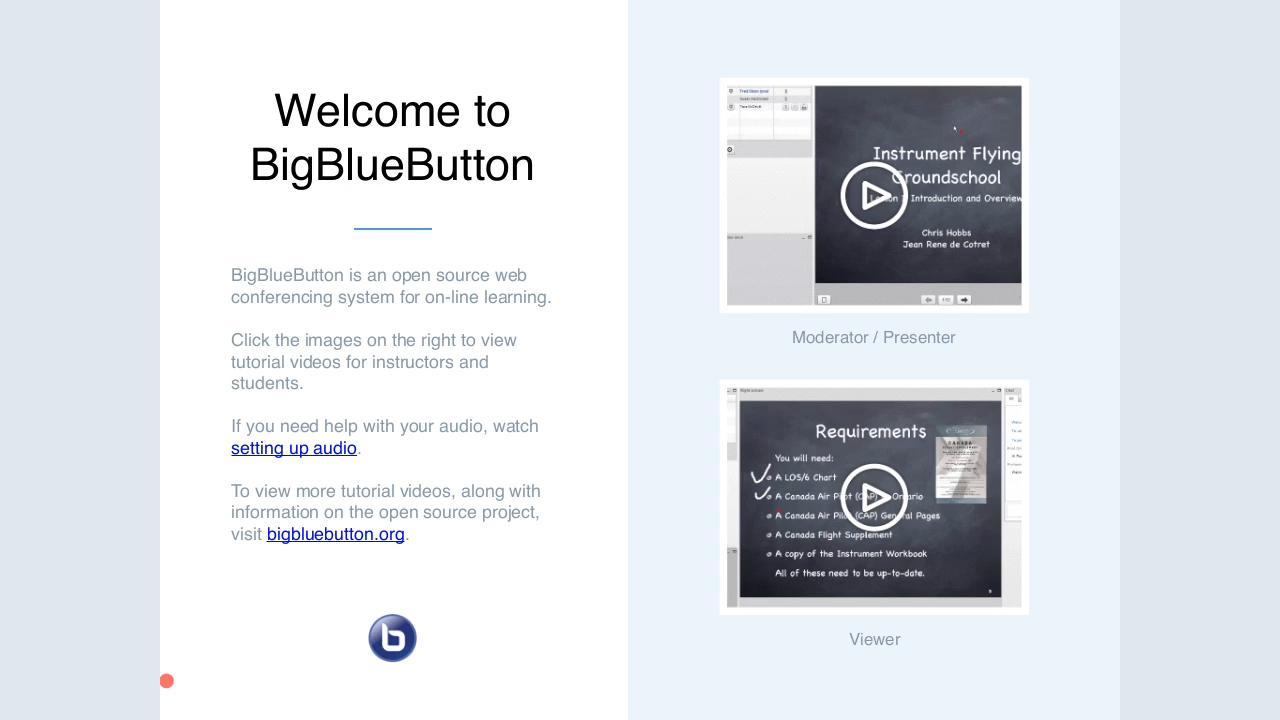 Welcome to
BigBlueButton
BigBlueButton is an open source web
conferencing system for on-line learning.
Click the images on the right to view
tutorial videos for instructors and
students.
If you need help with your audio, watch
setting up audio.
To view more tutorial videos, along with
information on the open source project,
visit bigbluebutton.org.
b
Instrument Flying
Groundschool
Introduction and Overview
Chris Hobbs
Jean Rene de Cotret
Moderator / Presenter
Requirements
CANADA
You will need:
A LO5/6 Chart
A Canada Air Pilot (CAP) Ontario
A Canada Air Pilot (CAP) General Pages
A Canada Flight Supplement
A copy of the Instrument Workbook
All of these need to be up-to-date.
Viewer